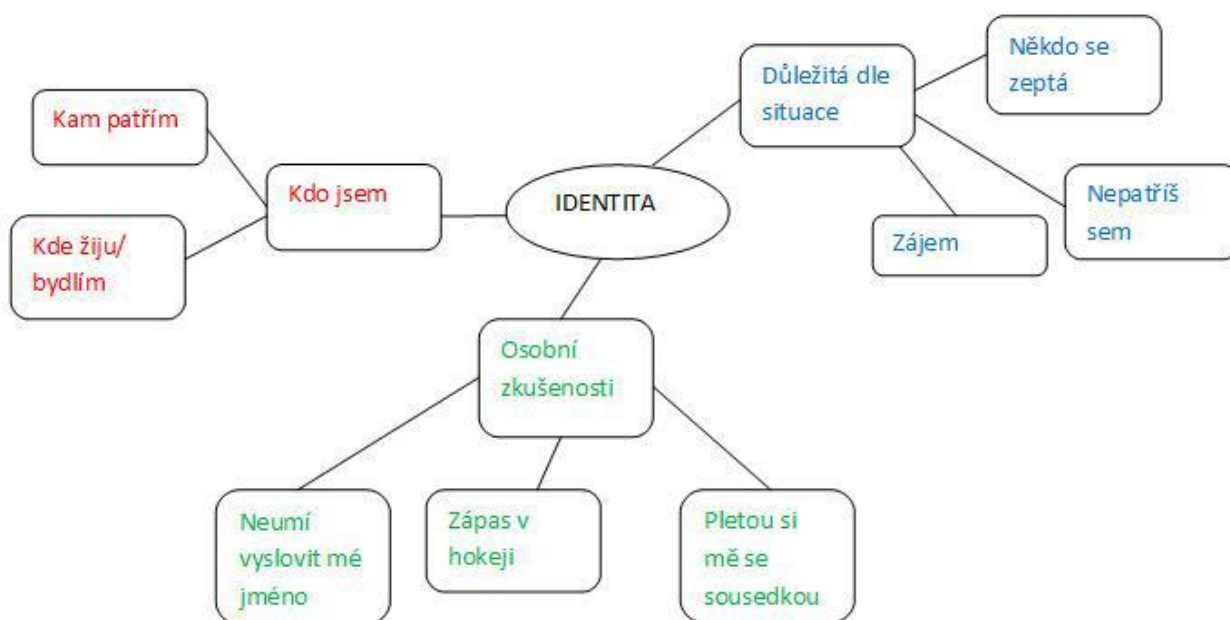 Kam patřím
Kde žiju/
bydlím
Kdo jsem
IDENTITA
Důležitá dle
situace
Někdo se
zeptá
Nepatříš
sem
Zájem
Osobní
zkušenosti
Neumí
vyslovit mé
jméno
Zápas v
hokeji
Pletou si
mě se
sousedkou